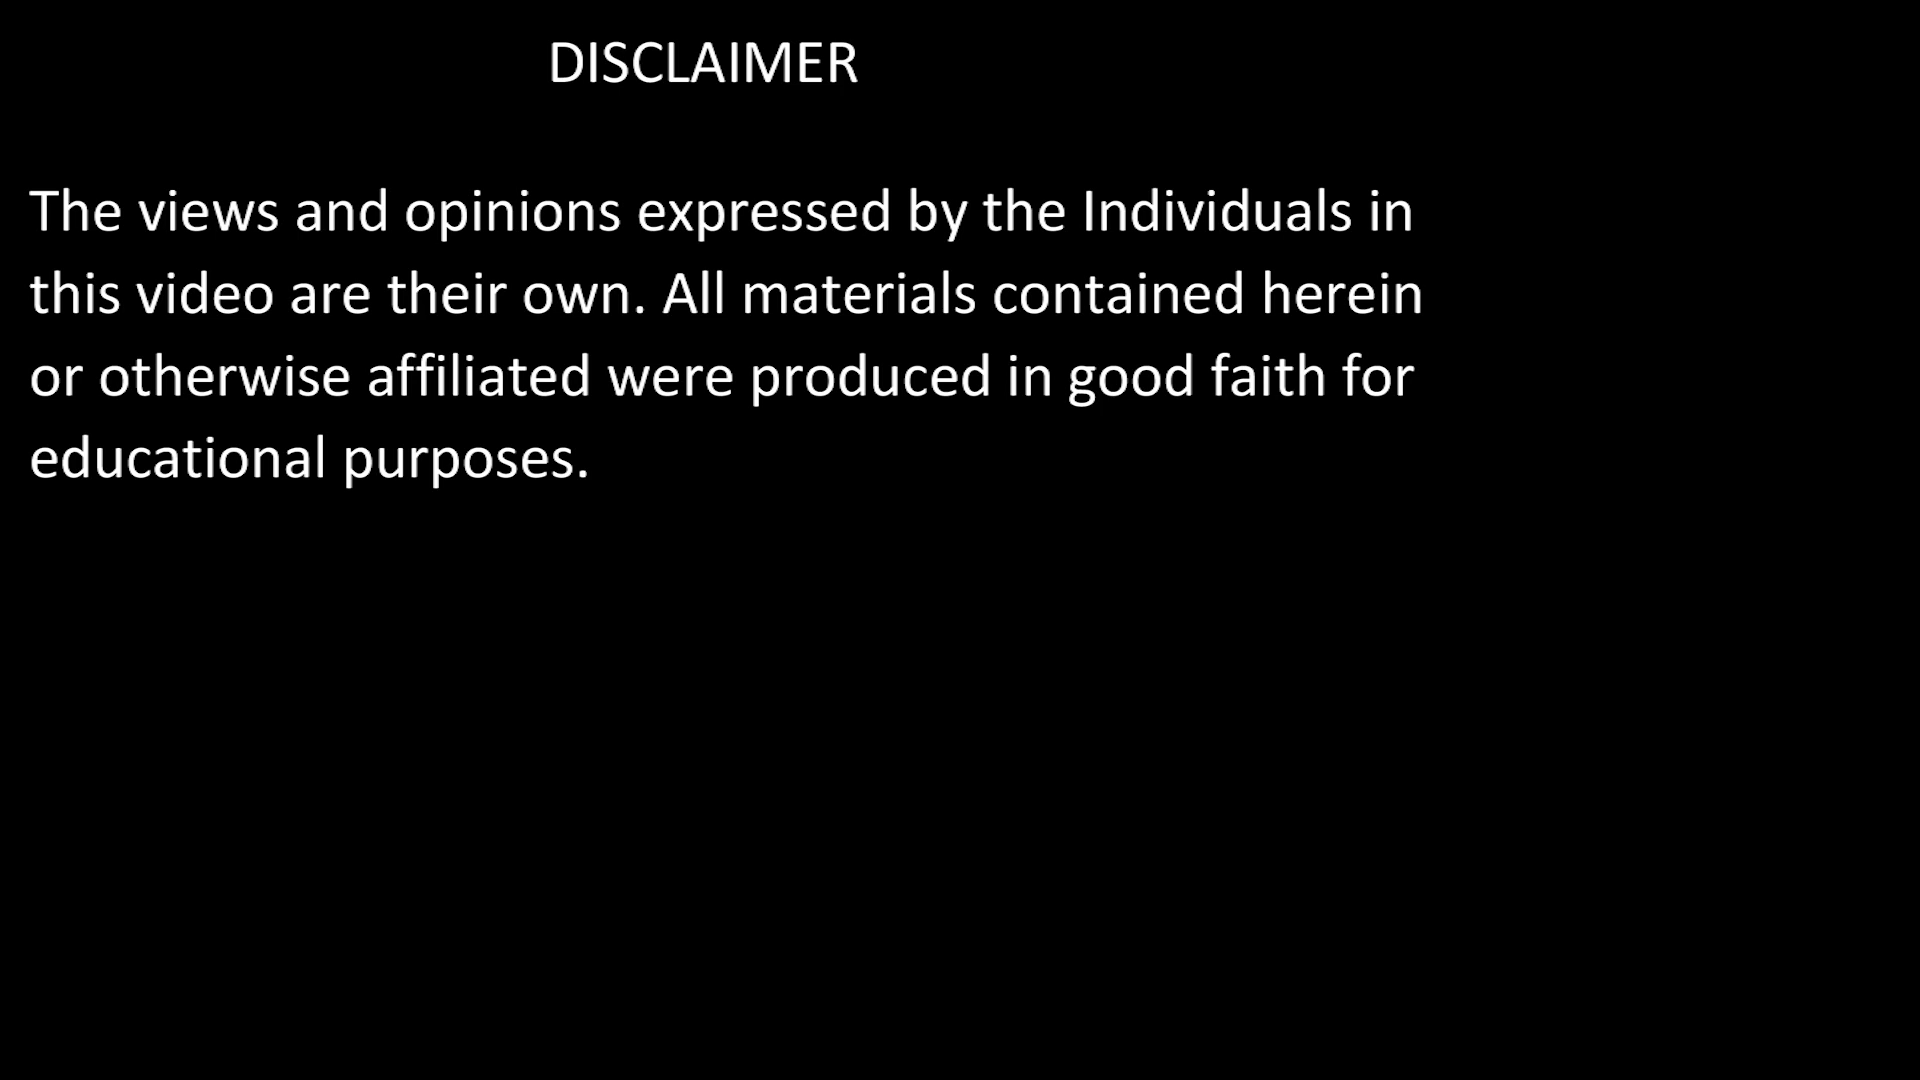 DISCLAIMER
The views and opinions expressed by the Individuals in
this video are their own. All materials contained herein
or otherwise affiliated were produced in good faith for
educational purposes.